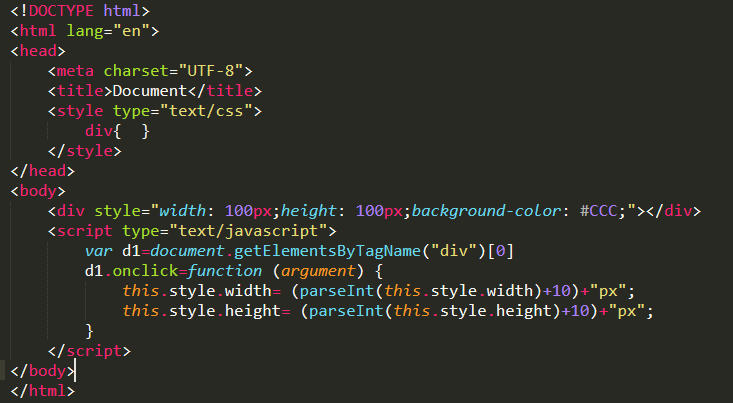 <!DOCTYPE html>
<html lang="en">
<head>
    <meta charset="UTF-8">
    <title>Document</title>
    <style type="text/css">
        div{  }
    </style>
</head>
<body>
    <div style="width: 100px;height: 100px;background-color: #CCC;"></div>
    <script type="text/javascript">
        var d1=document.getElementsByTagName("div")[0]
        d1.onclick=function (argument) {
            this.style.width= (parseInt(this.style.width)+10)+"px";
            this.style.height= (parseInt(this.style.height)+10)+"px";
        }
    </script>
</body>
</html>